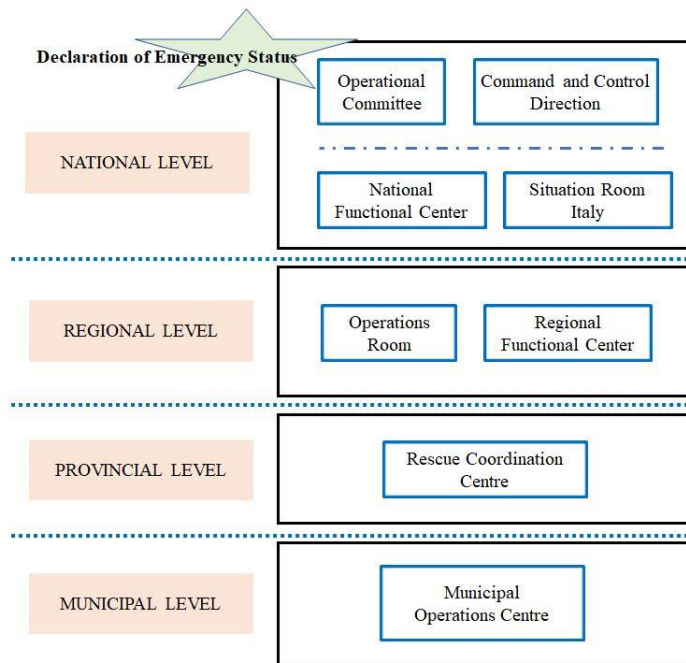 Declaration of Emergency Status
Operational
Committee
Command and Control
Direction
NATIONAL LEVEL
National
Functional Center
Situation Room
Italy
REGIONAL LEVEL
Operations
Room
Regional
Functional Center
PROVINCIAL LEVEL
Rescue Coordination
Centre
MUNICIPAL LEVEL
Municipal
Operations Centre